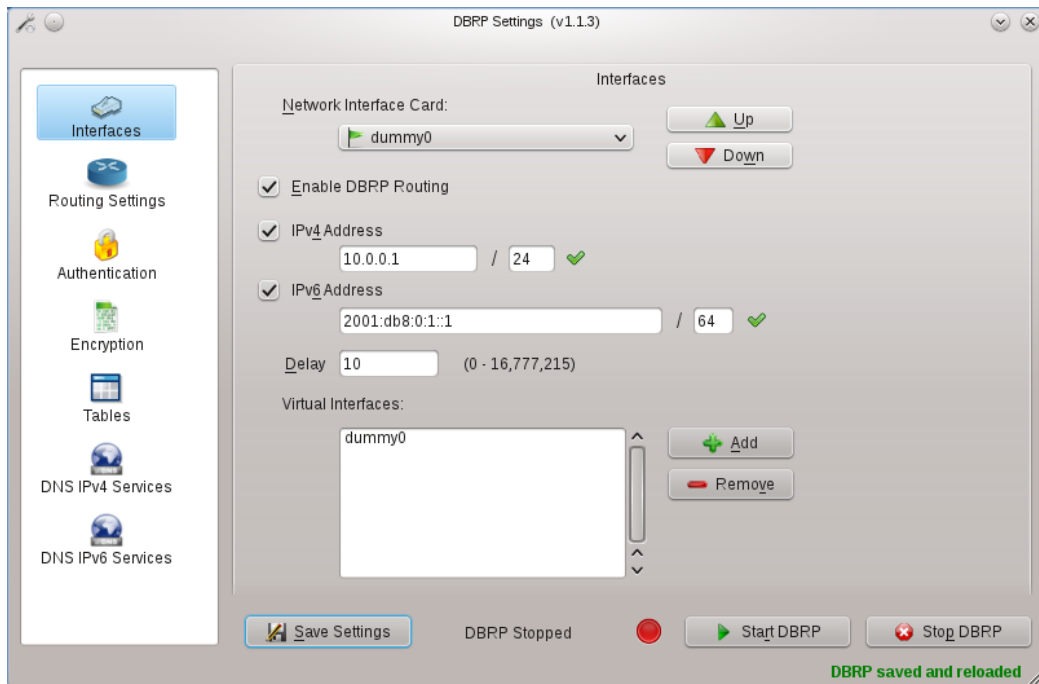 DBRP Settings (v1.1.3)
Interfaces
Routing Settings
Authentication
Encryption
Tables
DNS IPv4 Services
DNS IPv6 Services
Interfaces
Network Interface Card:
dummy0
Up
Down
Enable DBRP Routing
IPv4 Address
10.0.0.1 / 24
IPv6 Address
2001:db8:0:1::1 / 64
Delay 10 (0 - 16,777,215)
Virtual Interfaces:
dummy0
Add
Remove
Save Settings
DBRP Stopped
Start DBRP
Stop DBRP
DBRP saved and reloaded